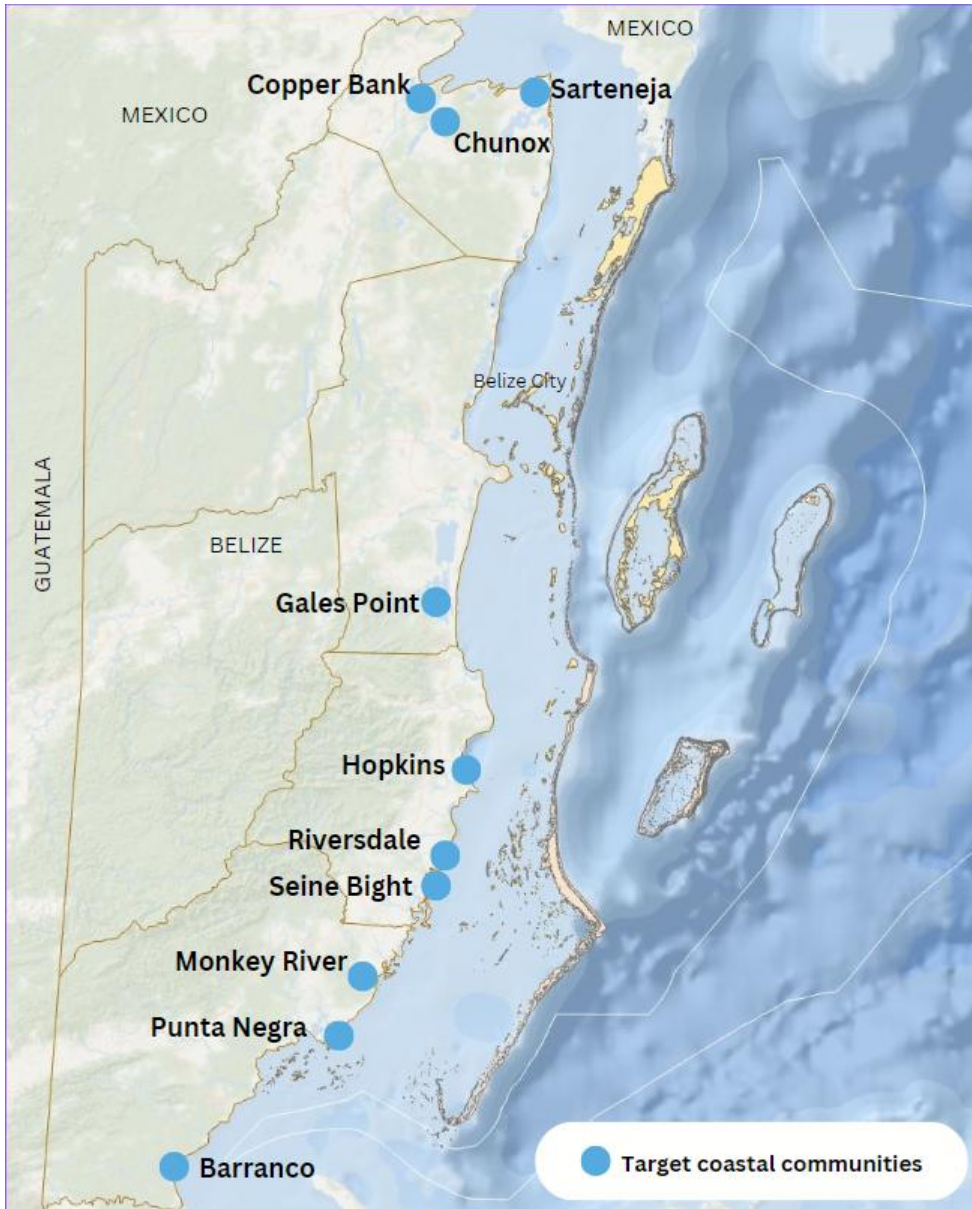 MEXICO
Copper Bank
Sarteneja
MEXICO
Chunox
Belize City
GUATEMALA
BELIZE
Gales Point
Hopkins
Riversdale
Seine Bight
Monkey River
Punta Negra
Barranco
Target coastal communities